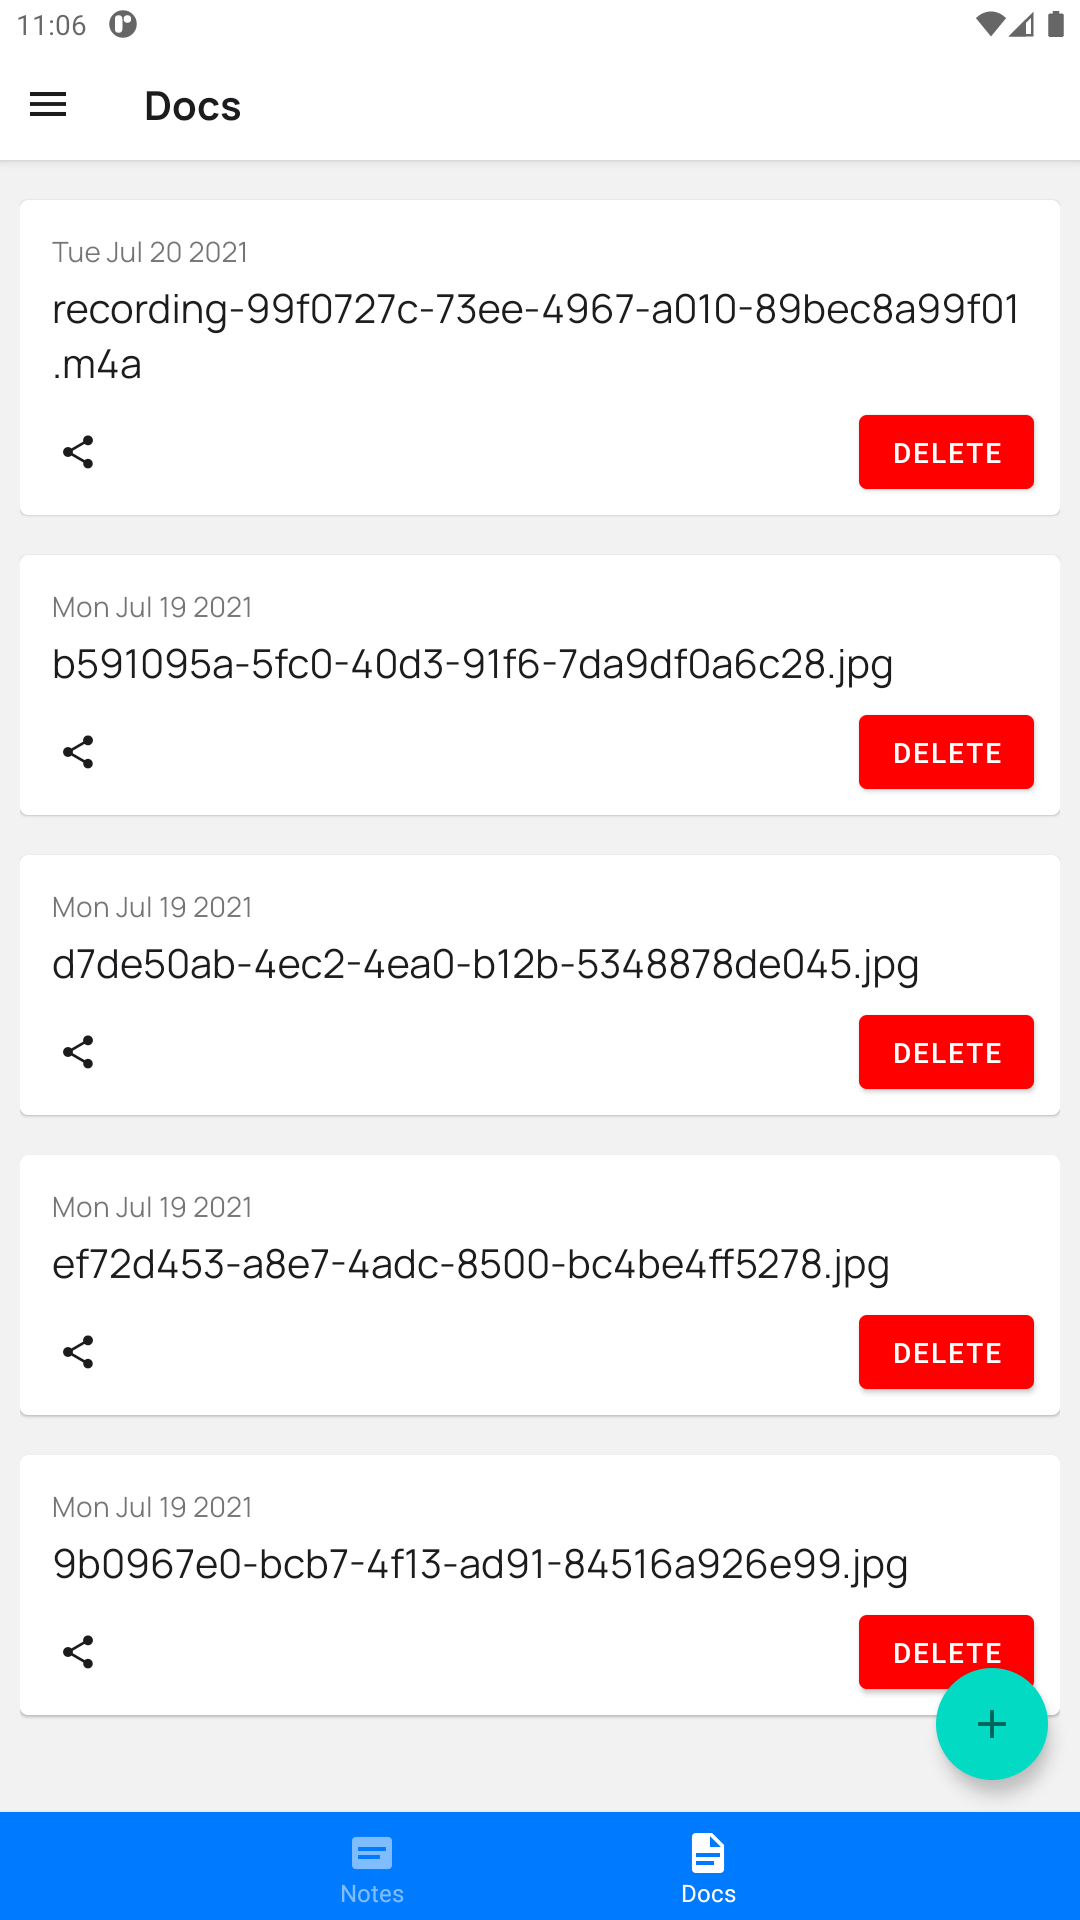 11:06
Docs
Tue Jul 20 2021
recording-99f0727c-73ee-4967-a010-89bec8a99f01
.m4a
DELETE
Mon Jul 19 2021
b591095a-5fc0-40d3-91f6-7da9df0a6c28.jpg
DELETE
Mon Jul 19 2021
d7de50ab-4ec2-4ea0-b12b-5348878de045.jpg
DELETE
Mon Jul 19 2021
ef72d453-a8e7-4adc-8500-bc4be4ff5278.jpg
DELETE
Mon Jul 19 2021
9b0967e0-bcb7-4f13-ad91-84516a926e99.jpg
DELETE
Notes
Docs